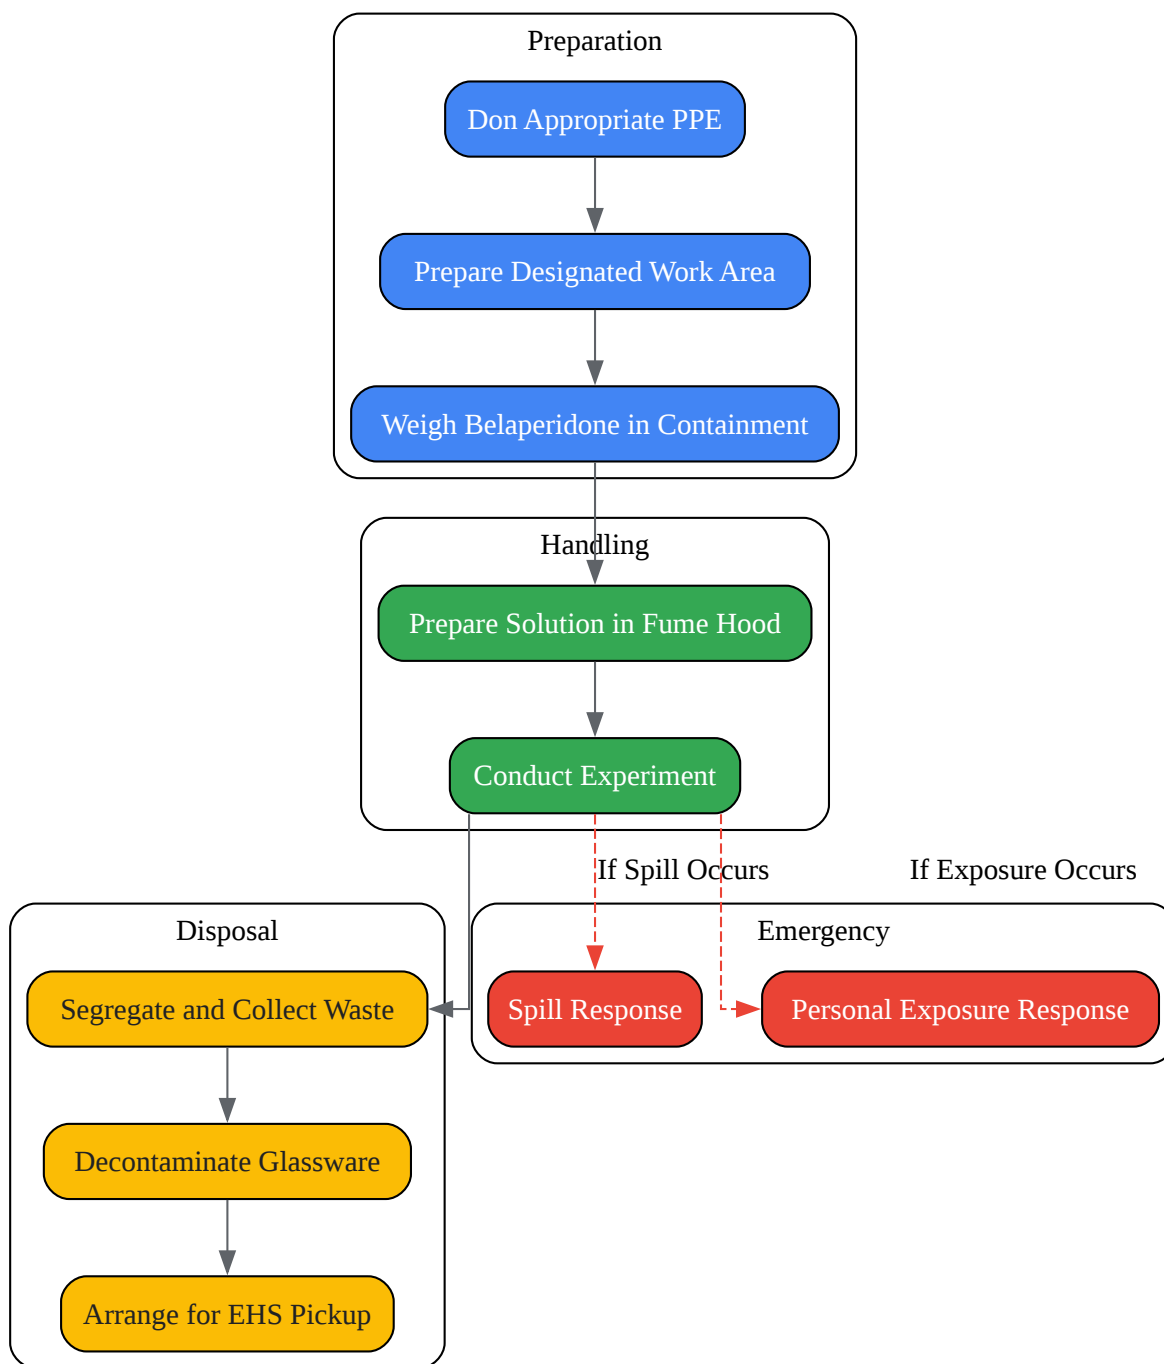 Preparation
Don Appropriate PPE
Prepare Designated Work Area
Weigh Belaperidone in Containment
Handling
Prepare Solution in Fume Hood
Conduct Experiment
If Spill Occurs
If Exposure Occurs
Disposal
Emergency
Segregate and Collect Waste
Spill Response
Personal Exposure Response
Decontaminate Glassware
Arrange for EHS Pickup